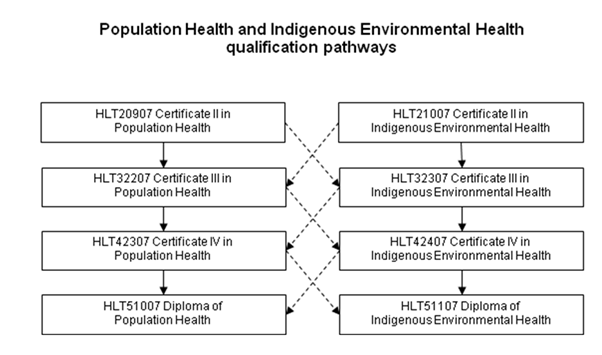 Population Health and Indigenous Environmental Health
qualification pathways
HLT20907 Certificate II in
Population Health
HLT21007 Certificate II in
Indigenous Environmental Health
HLT32207 Certificate III in
Population Health
HLT32307 Certificate III in
Indigenous Environmental Health
HLT42307 Certificate IV in
Population Health
HLT42407 Certificate IV in
Indigenous Environmental Health
HLT51007 Diploma of
Population Health
HLT51107 Diploma of
Indigenous Environmental Health